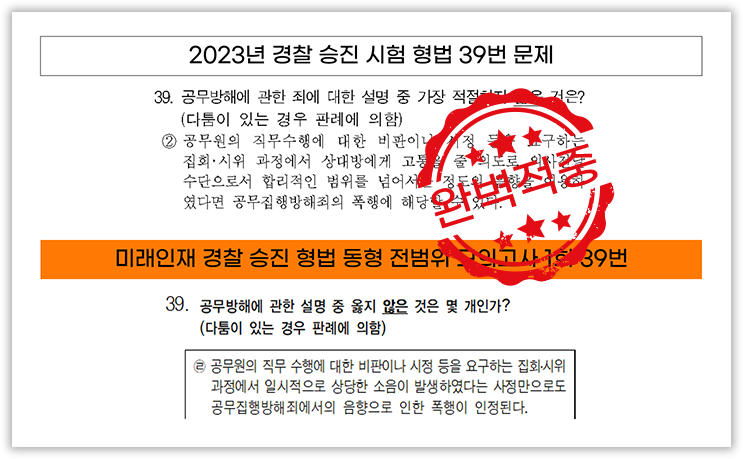 2023년 경찰 승진 시험 형법 39번 문제
39. 공무방해에 관한 죄에 대한 설명 중 가장 적절하지 않은 것은?
(다툼이 있는 경우 판례에 의함)
② 공무원의 직무수행에 대한 비판이나 시정 등을 요구하는
집회·시위 과정에서 상대방에게 고통을 줄 의도로 의사전달
수단으로서 합리적인 범위를 넘어서는 정도의 음향을 이용하
였다면 공무집행방해죄의 폭행에 해당할 수 있다.
완벽적중
미래인재 경찰 승진 형법 동형 전범위 모의고사 1회 39번
39. 공무방해에 관한 설명 중 옳지 않은 것은 몇 개인가?
(다툼이 있는 경우 판례에 의함)
㉣ 공무원의 직무 수행에 대한 비판이나 시정 등을 요구하는 집회·시위
과정에서 일시적으로 상당한 소음이 발생하였다는 사정만으로도
공무집행방해죄에서의 음향으로 인한 폭행이 인정된다.